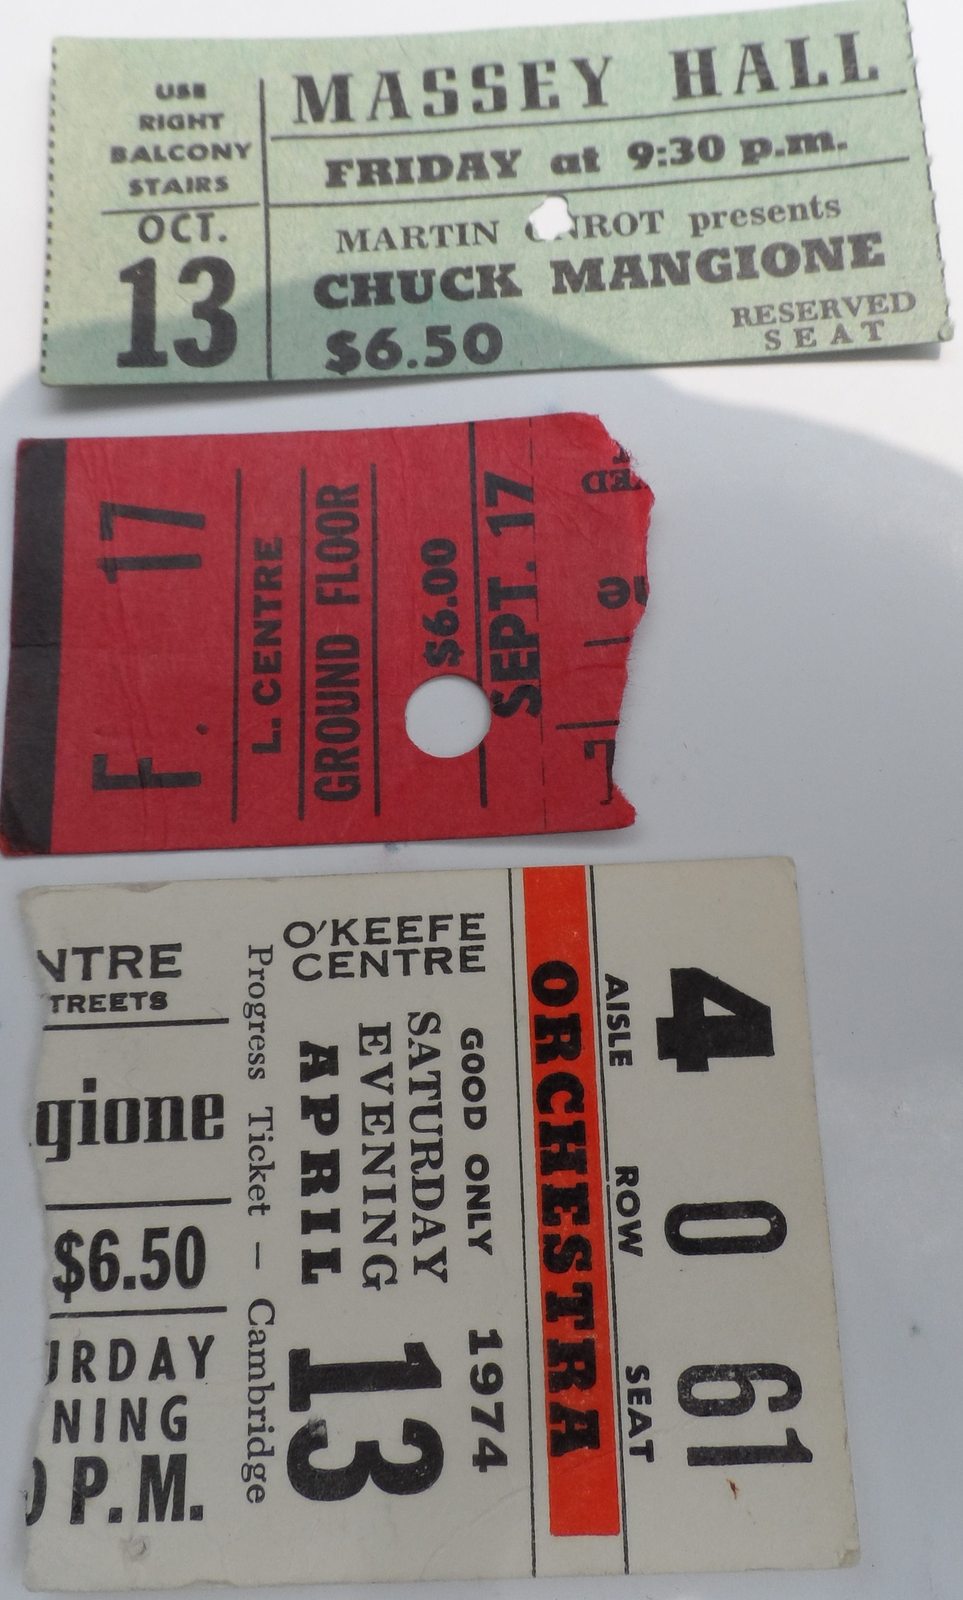 USE
RIGHT
BALCONY
STAIRS
OCT.
13
MASSEY HALL
FRIDAY at 9:30 p.m.
MARTIN ONROT presents
CHUCK MANGIONE
$6.50
RESERVED
SEAT
F 17
L. CENTRE
GROUND FLOOR
$6.00
SEPT. 17
NTRE
TREETS
gione
$6.50
URDAY
NING
P.M.
Progress Ticket — Cambridge
O'KEEFE
CENTRE
GOOD ONLY 1974
SATURDAY
EVENING
APRIL 13
ORCHESTRA
AISLE ROW SEAT
4 0 61